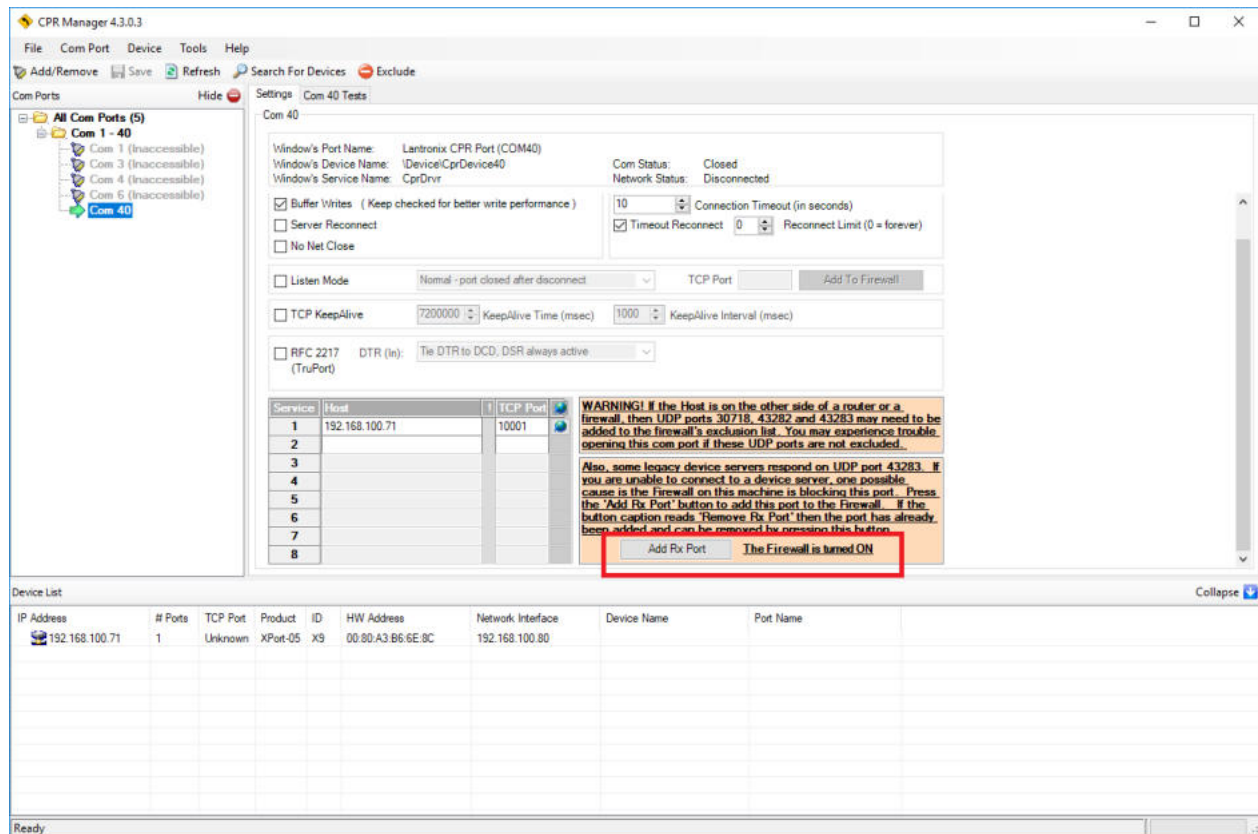 CPR Manager 4.3.0.3
File Com Port Device Tools Help
Add/Remove Save Refresh Search For Devices Exclude
Com Ports Hide
Settings Com 40 Tests
All Com Ports (5)
Com 1 - 40
Com 1 (Inaccessible)
Com 3 (Inaccessible)
Com 4 (Inaccessible)
Com 6 (Inaccessible)
Com 40
Com 40
Window's Port Name: Lantronix CPR Port (COM40)
Window's Device Name: \Device\CprDevice40 Com Status: Closed
Window's Service Name: CprDrvr Network Status: Disconnected
Buffer Writes ( Keep checked for better write performance ) 10 Connection Timeout (in seconds)
Server Reconnect Timeout Reconnect 0 Reconnect Limit (0 = forever)
No Net Close
Listen Mode Normal - port closed after disconnect TCP Port Add To Firewall
TCP KeepAlive 7200000 KeepAlive Time (msec) 1000 KeepAlive Interval (msec)
RFC 2217 DTR (In): Tie DTR to DCD, DSR always active
(TruPort)
Service Host ! TCP Port
1 192.168.100.71 10001
2
3
4
5
6
7
8
WARNING! If the Host is on the other side of a router or a
firewall, then UDP ports 30718, 43282 and 43283 may need to be
added to the firewall's exclusion list. You may experience trouble
opening this com port if these UDP ports are not excluded.
Also, some legacy device servers respond on UDP port 43283. If
you are unable to connect to a device server, one possible
cause is the Firewall on this machine is blocking this port. Press
the 'Add Rx Port' button to add this port to the Firewall. If the
button caption reads 'Remove Rx Port' then the port has already
been added and can be removed by pressing this button.
Add Rx Port The Firewall is turned ON
Device List Collapse
IP Address # Ports TCP Port Product ID HW Address Network Interface Device Name Port Name
192.168.100.71 1 Unknown XPort-05 X9 00:80:A3:B6:6E:8C 192.168.100.80
Ready